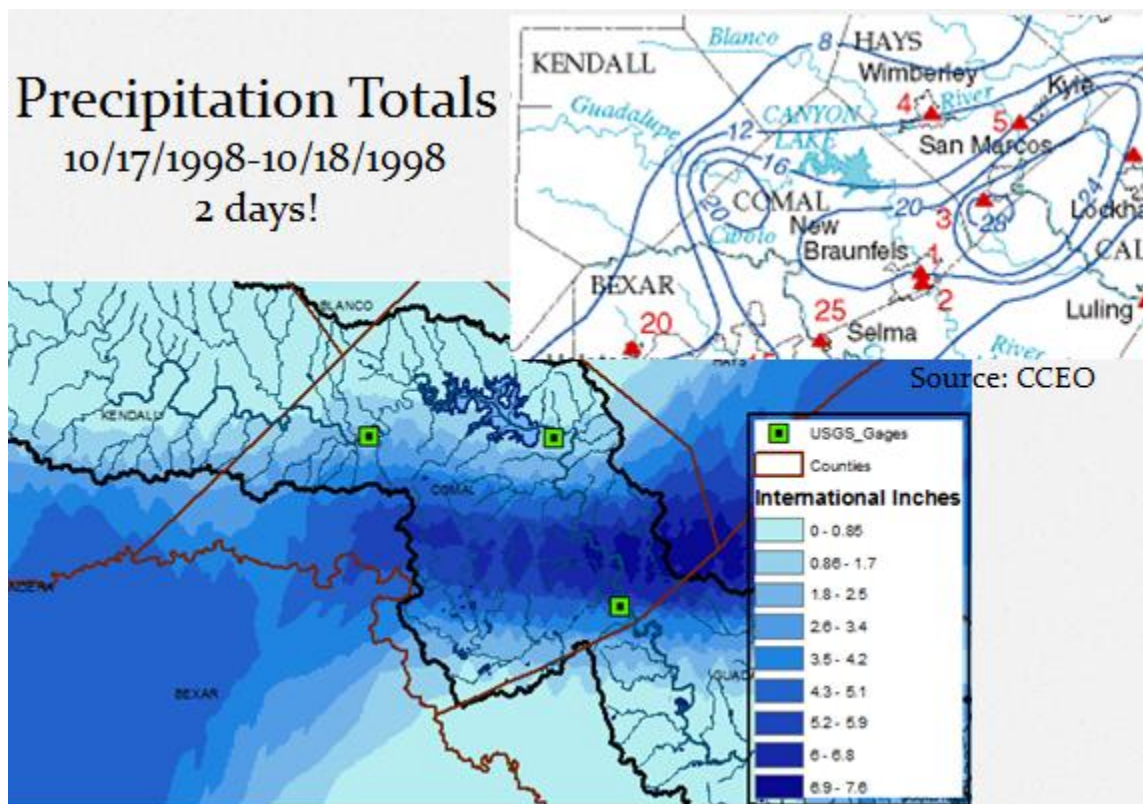 Precipitation Totals
10/17/1998-10/18/1998
2 days!
KENDALL
Blanco
8
HAYS
Wimberley
4
River
Kyle
Guadalupe
12
CANYON
LAKE
5
San Marcos
16
20
COMAL
20
3
28
24
Lockha
New
Braunfels
Cibolo
1
CAL
BEXAR
2
25
Selma
Luling
20
River
Source: CCEO
BLANCO
HAYS
KENDALL
COMAL
BEXAR
GUADA
USGS_Gages
Counties
International Inches
0 - 0.85
0.86 - 1.7
1.8 - 2.5
2.6 - 3.4
3.5 - 4.2
4.3 - 5.1
5.2 - 5.9
6 - 6.8
6.9 - 7.6